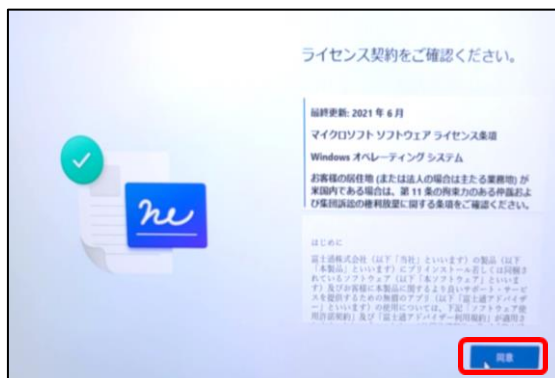 ライセンス契約をご確認ください。
最終更新: 2021 年 6 月
マイクロソフト ソフトウェア ライセンス条項
Windows オペレーティング システム
お客様の居住地 (または法人の場合は主たる業務地) が
米国内である場合は、第 11 条の拘束力のある仲裁およ
び集団訴訟の権利放棄に関する条項をご確認ください。
はじめに
富士通株式会社（以下「当社」といいます）の製品（以下
「本製品」といいます）にプリインストール若しくは同梱さ
れているソフトウェア（以下「本ソフトウェア」といいま
す）及びお客様に本製品に関するより良いサポート・サービ
スを提供するための無償のアプリ（以下「富士通アドバイザ
ー」といいます）の使用については、下記「ソフトウェア使
用許諾契約」及び「富士通アドバイザー利用規約」が適用さ
同意